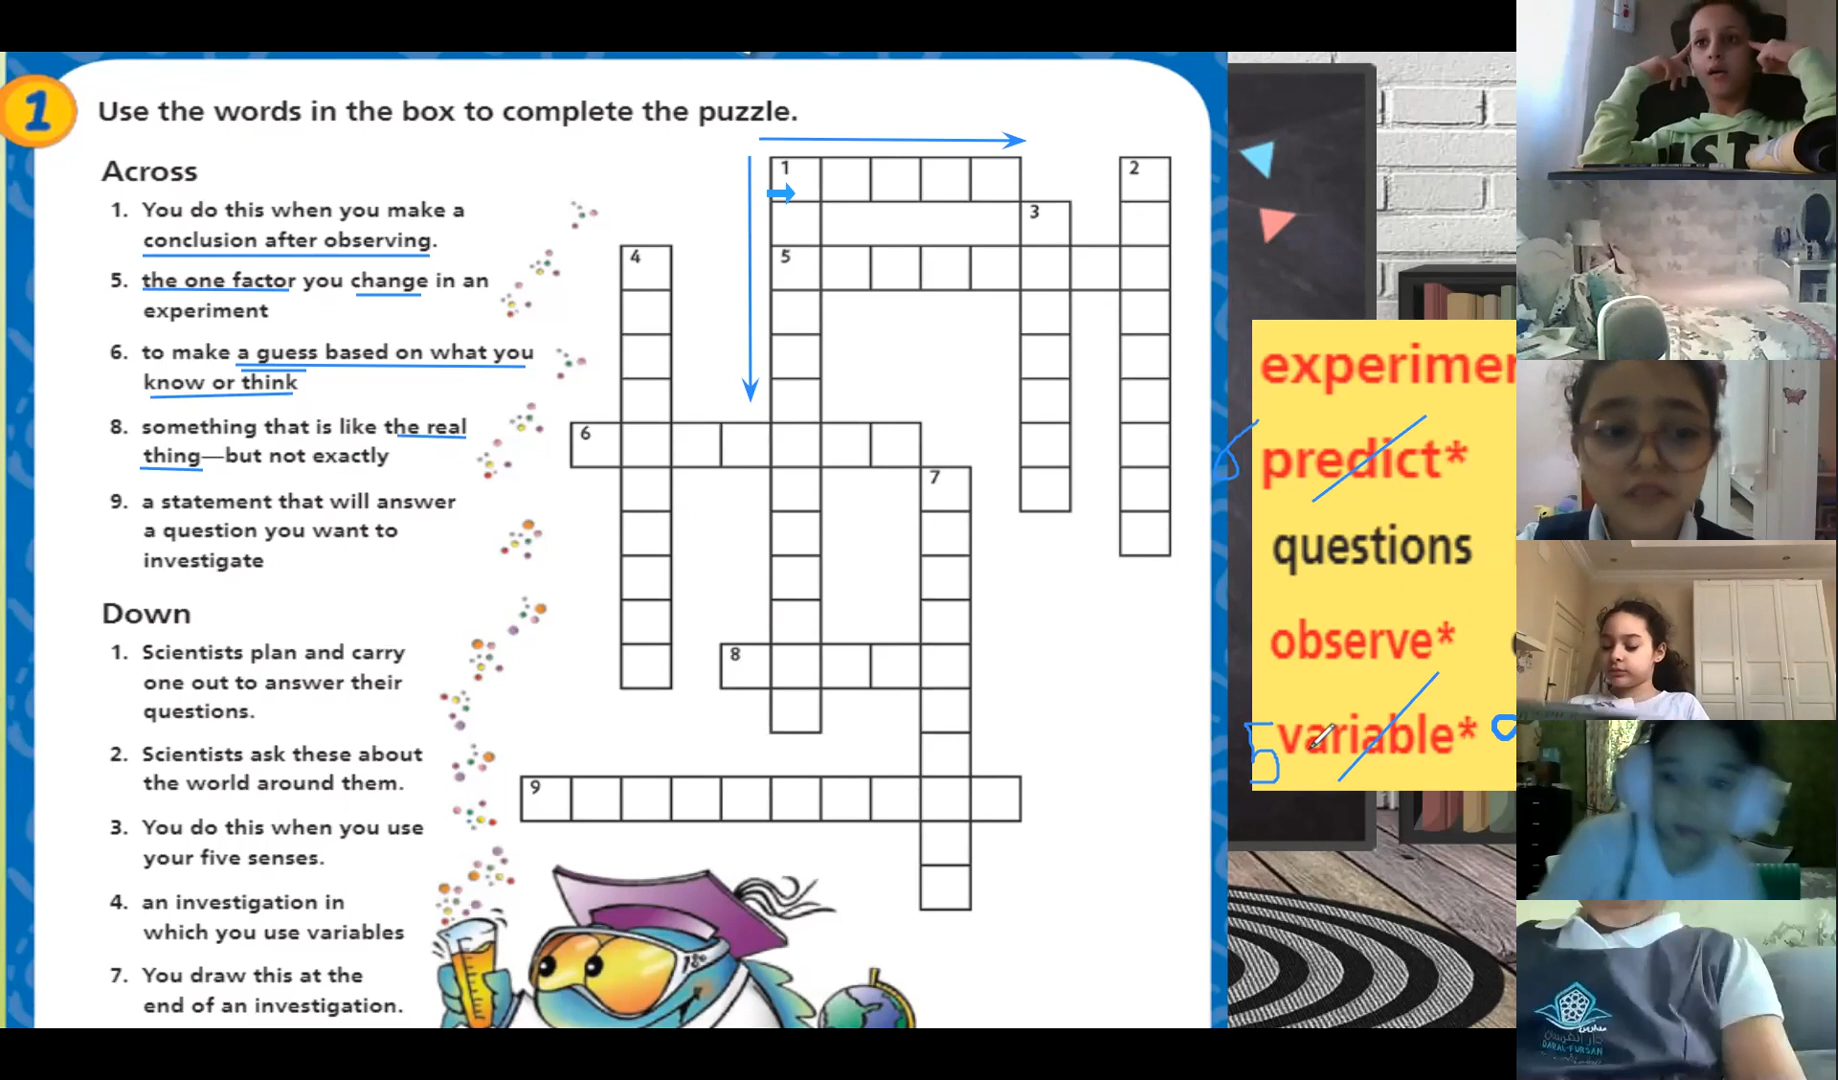 1
Use the words in the box to complete the puzzle.
Across
1. You do this when you make a
conclusion after observing.
5. the one factor you change in an
experiment
6. to make a guess based on what you
know or think
8. something that is like the real
thing—but not exactly
9. a statement that will answer
a question you want to
investigate
Down
1. Scientists plan and carry
one out to answer their
questions.
2. Scientists ask these about
the world around them.
3. You do this when you use
your five senses.
4. an investigation in
which you use variables
7. You draw this at the
end of an investigation.
1
2
3
4
5
6
7
8
9
experimen
6
predict*
questions
observe*
5
variable*
DAR AL-FURSAN